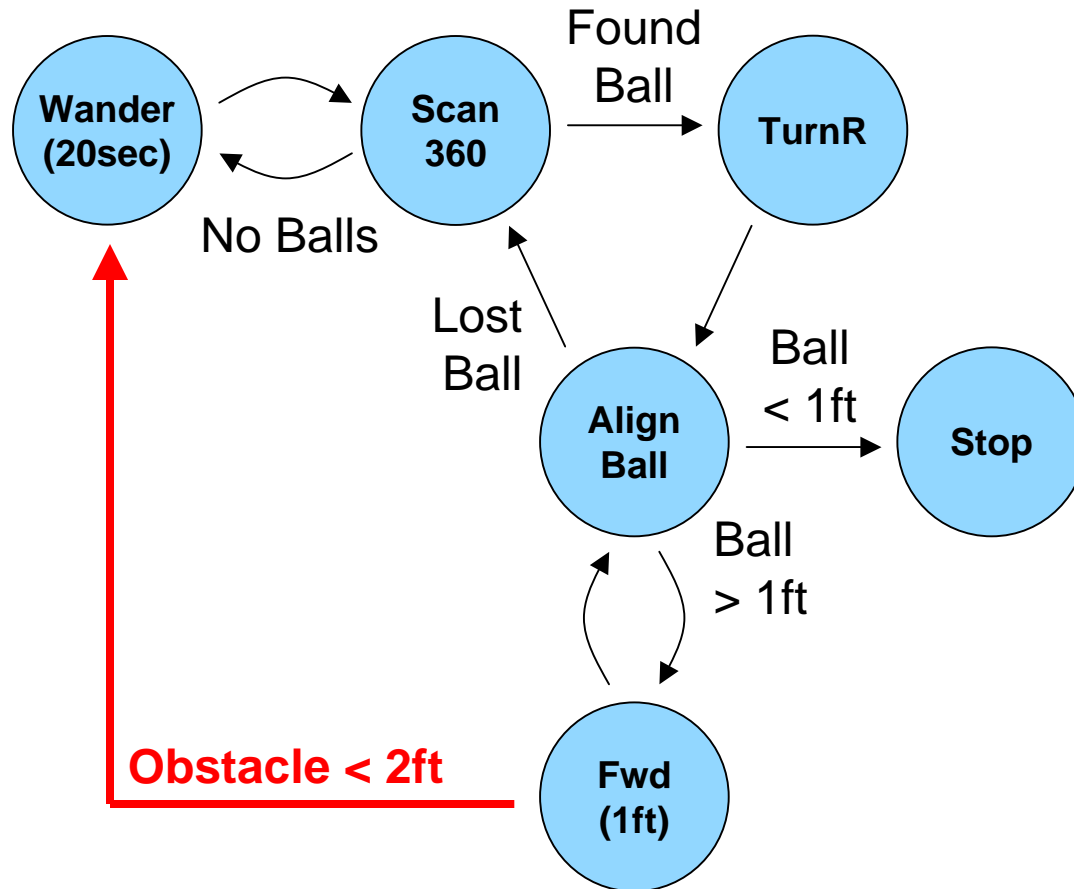 Found
Ball
Wander
(20sec)
Scan
360
TurnR
No Balls
Lost
Ball
Ball
< 1ft
Align
Ball
Stop
Ball
> 1ft
Obstacle < 2ft
Fwd
(1ft)